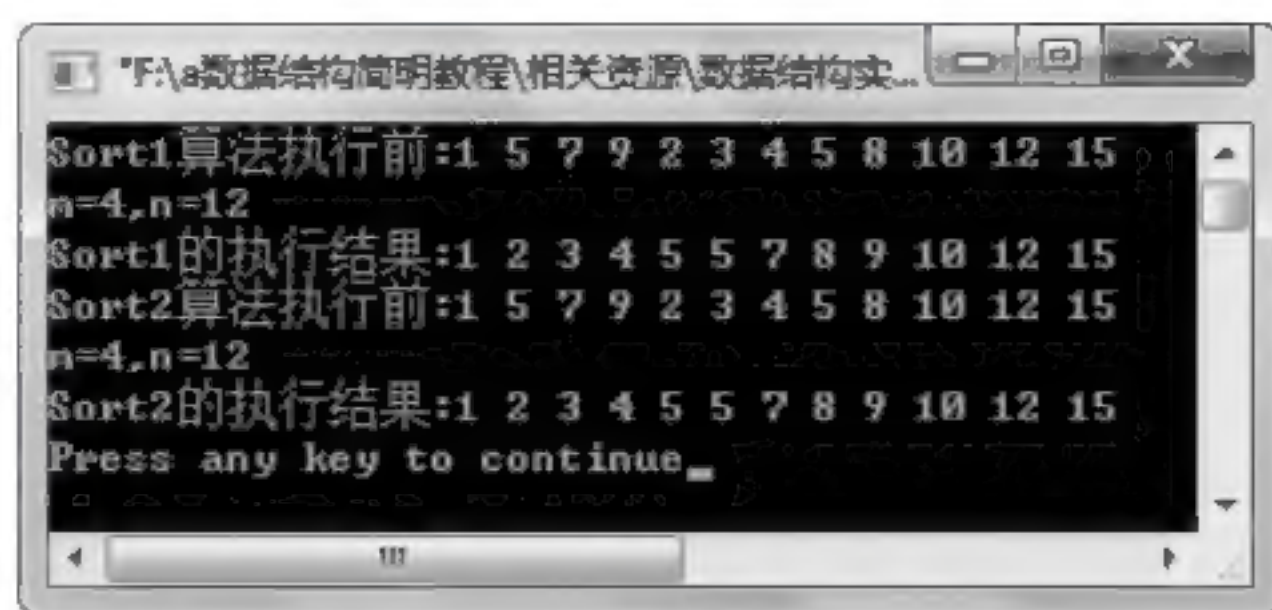 "F:\a数据结构简明教程\相关资源\数据结构实...
Sort1算法执行前:1 5 7 9 2 3 4 5 8 10 12 15
m=4,n=12
Sort1的执行结果:1 2 3 4 5 5 7 8 9 10 12 15
Sort2算法执行前:1 5 7 9 2 3 4 5 8 10 12 15
m=4,n=12
Sort2的执行结果:1 2 3 4 5 5 7 8 9 10 12 15
Press any key to continue_